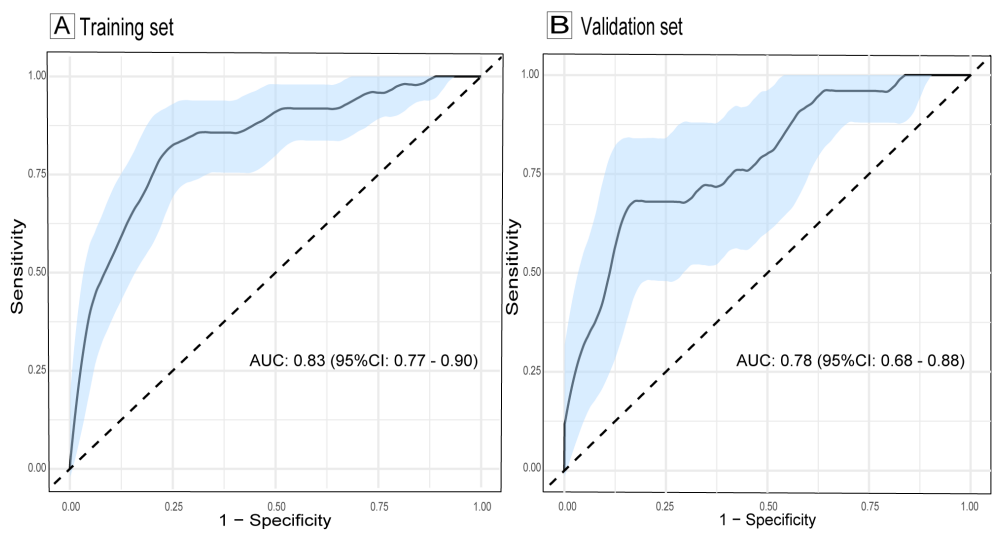 A Training set
1.00
0.75
0.50
0.25
0.00
Sensitivity
AUC: 0.83 (95%CI: 0.77 - 0.90)
0.00 0.25 0.50 0.75 1.00
1 − Specificity
B Validation set
1.00
0.75
0.50
0.25
0.00
Sensitivity
AUC: 0.78 (95%CI: 0.68 - 0.88)
0.00 0.25 0.50 0.75 1.00
1 − Specificity